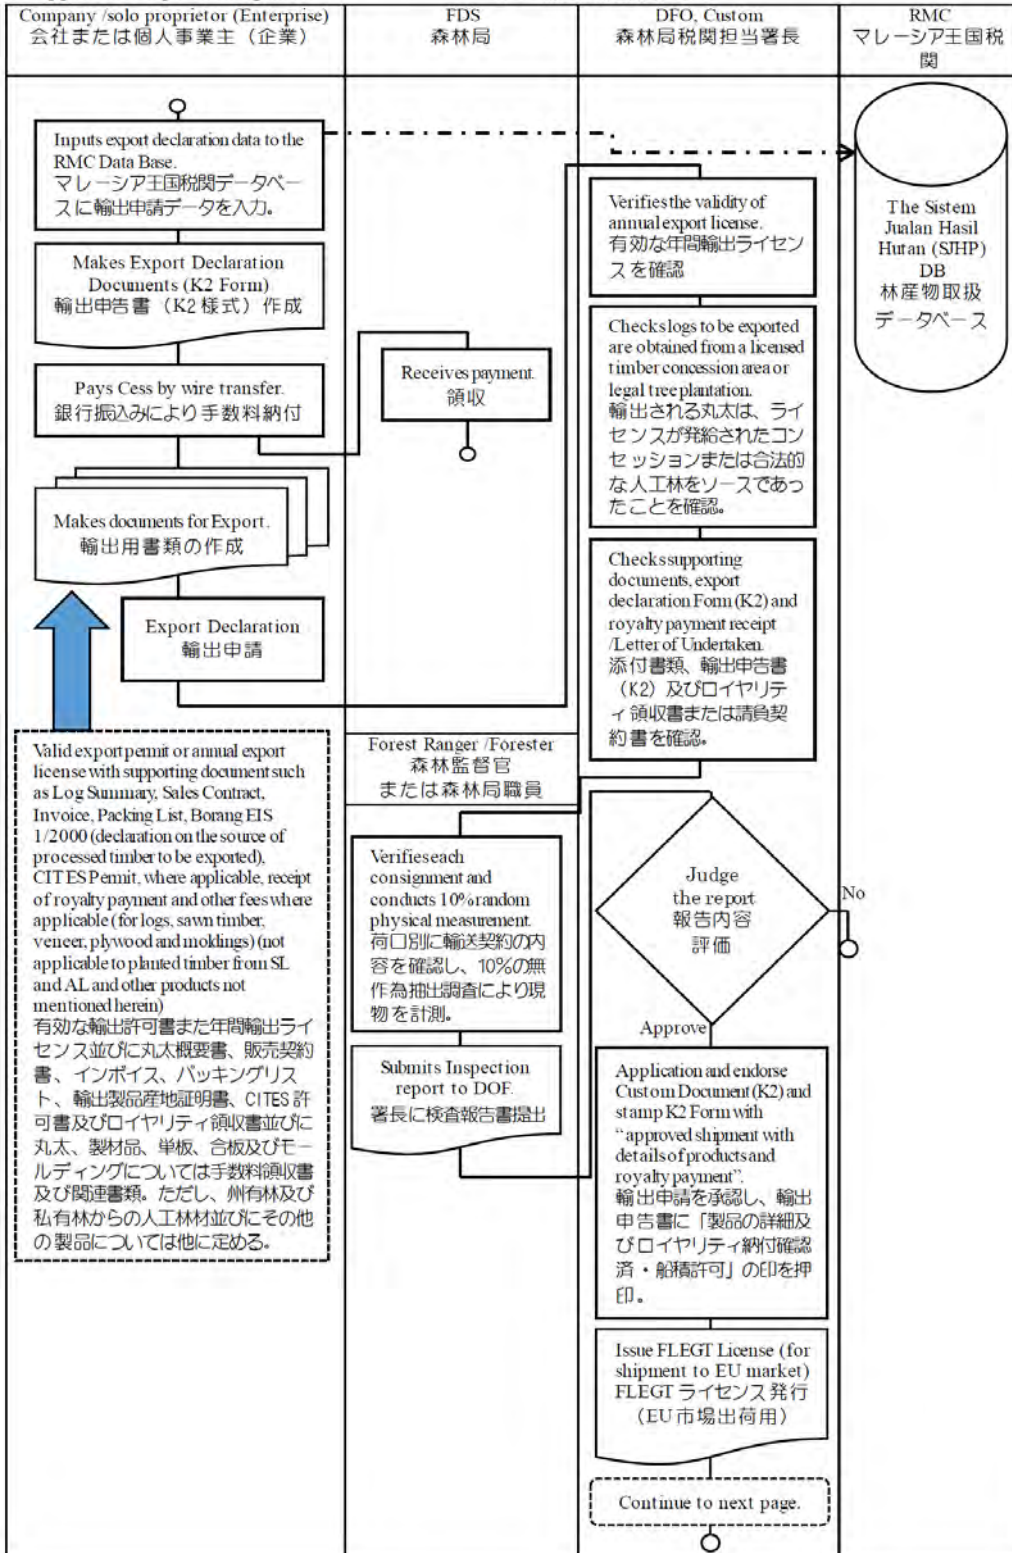 Company /solo proprietor (Enterprise)
会社または個人事業主（企業）
FDS
森林局
DFO, Custom
森林局税関担当署長
RMC
マレーシア王国税
関
Inputs export declaration data to the
RMC Data Base.
マレーシア王国税関データベー
スに輸出申請データを入力。
Makes Export Declaration
Documents (K2 Form)
輸出申告書（K2 様式）作成
Pays Cess by wire transfer.
銀行振込みにより手数料納付
Makes documents for Export.
輸出用書類の作成
Export Declaration
輸出申請
Valid export permit or annual export
license with supporting document such
as Log Summary, Sales Contract,
Invoice, Packing List, Borang EIS
1/2000 (declaration on the source of
processed timber to be exported),
CITES Permit, where applicable, receipt
of royalty payment and other fees where
applicable (for logs, sawn timber,
veneer, plywood and moldings) (not
applicable to planted timber from SL
and AL and other products not
mentioned herein)
有効な輸出許可書また年間輸出ライ
センス並びに丸太概要書、販売契約
書、インボイス、パッキングリス
ト、輸出製品産地証明書、CITES 許
可書及びロイヤリティ領収書並びに
丸太、製材品、単板、合板及びモー
ルディングについては手数料領収書
及び関連書類。ただし、州有林及び
私有林からの人工林材並びにその他
の製品については他に定める。
Receives payment.
領収
Forest Ranger /Forester
森林監督官
または森林局職員
Verifies each
consignment and
conducts 10% random
physical measurement.
荷口別に輸送契約の内
容を確認し、10％の無
作為抽出調査により現
物を計測。
Submits Inspection
report to DOF.
署長に検査報告書提出
Verifies the validity of
annual export license.
有効な年間輸出ライセン
スを確認
Checks logs to be exported
are obtained from a licensed
timber concession area or
legal tree plantation.
輸出される丸太は、ライ
センスが発給されたコン
セッションまたは合法的
な人工林をソースであっ
たことを確認。
Checks supporting
documents, export
declaration Form (K2) and
royalty payment receipt
/Letter of Undertaken.
添付書類、輸出申告書
（K2）及びロイヤリテ
ィ領収書または請負契
約書を確認。
Judge
the report
報告内容
評価
No
Approve
Application and endorse
Custom Document (K2) and
stamp K2 Form with
“approved shipment with
details of products and
royalty payment”.
輸出申請を承認し、輸出
申告書に「製品の詳細及
びロイヤリティ納付確認
済・船積許可」の印を押
印。
Issue FLEGT License (for
shipment to EU market)
FLEGT ライセンス発行
（EU 市場出荷用）
Continue to next page.
The Sistem
Jualan Hasil
Hutan (SJHP)
DB
林産物取扱
データベース